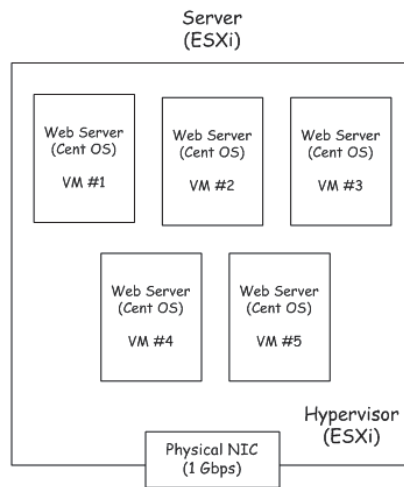 Server
(ESXi)
Web Server
(Cent OS)
VM #1
Web Server
(Cent OS)
VM #2
Web Server
(Cent OS)
VM #3
Web Server
(Cent OS)
VM #4
Web Server
(Cent OS)
VM #5
Hypervisor
(ESXi)
Physical NIC
(1 Gbps)